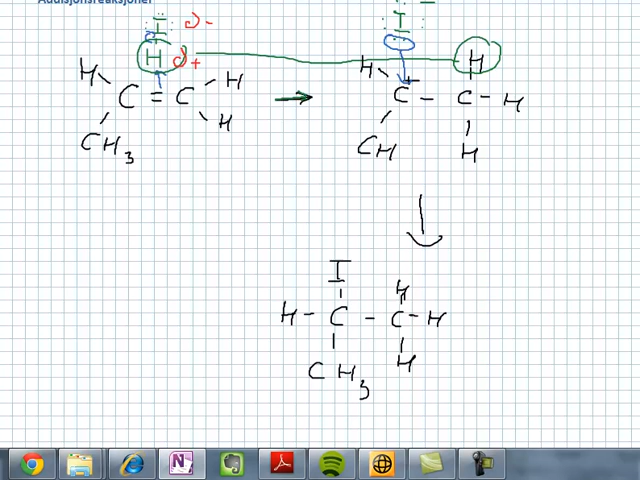 Addisjonsreaksjoner
I δ-
I
H δ+
H
H H H
H +
C = C → C - C - H
H
CH3
CH H
↓
I
H
H - C - C - H
CH3 H